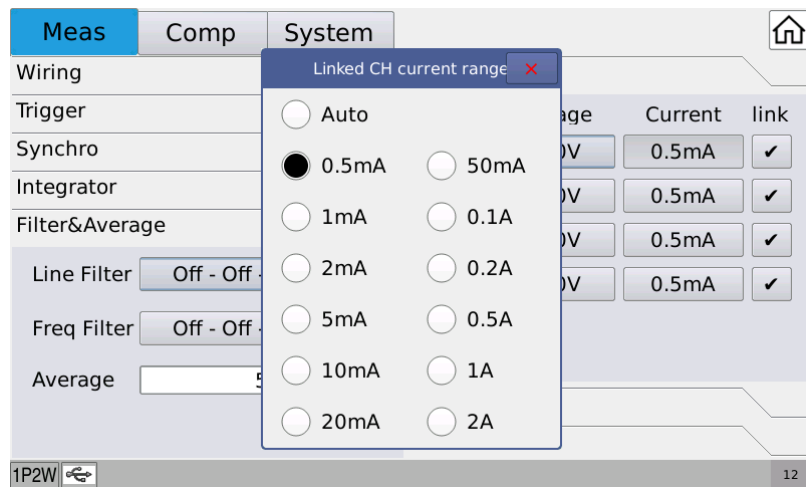 Meas Comp System
Linked CH current range ×
Wiring
Trigger
Synchro
Integrator
Filter&Average
Line Filter Off - Off -
Freq Filter Off - Off -
Average
Auto
0.5mA 50mA
1mA 0.1A
2mA 0.2A
5mA 0.5A
10mA 1A
20mA 2A
Current link
0.5mA ✔
0.5mA ✔
0.5mA ✔
0.5mA ✔
1P2W 12